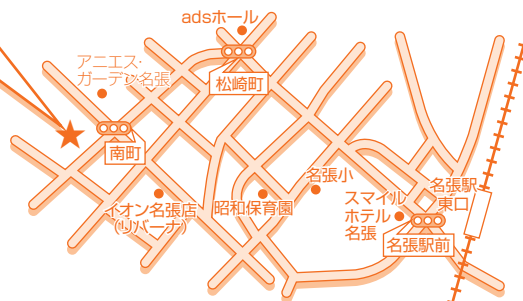 adsホール
アニエス・
ガーデン名張
松崎町
南町
イオン名張店
(リバーナ)
昭和保育園
名張小
スマイル
ホテル
名張
名張駅
東口
名張駅前